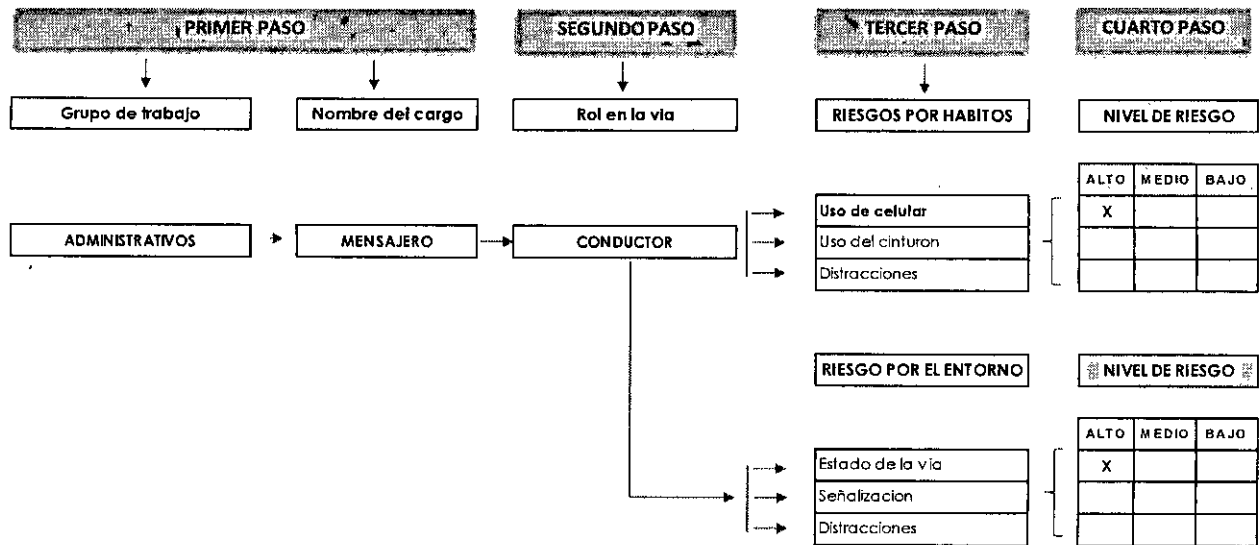 PRIMER PASO SEGUNDO PASO TERCER PASO CUARTO PASO
Grupo de trabajo Nombre del cargo Rol en la via RIESGOS POR HABITOS NIVEL DE RIESGO
ALTO MEDIO BAJO
ADMINISTRATIVOS MENSAJERO CONDUCTOR Uso de celular X
Uso del cinturon
Distracciones
RIESGO POR EL ENTORNO NIVEL DE RIESGO
ALTO MEDIO BAJO
Estado de la via X
Señalizacion
Distracciones